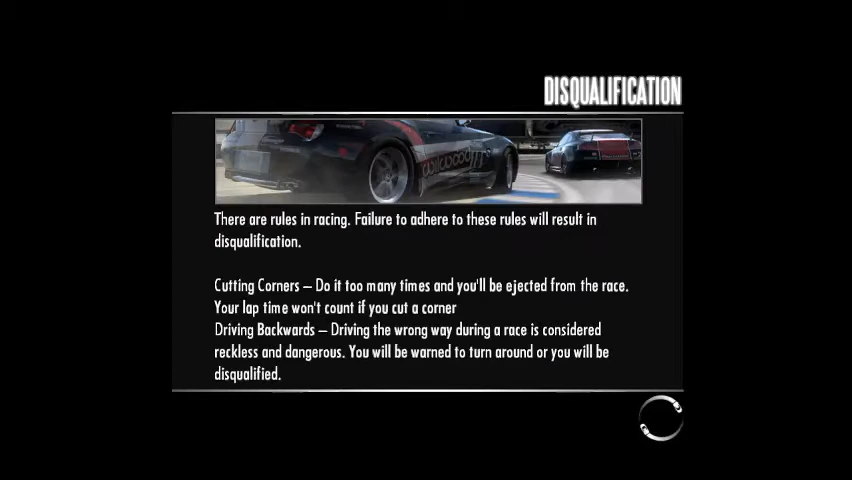 DISQUALIFICATION
There are rules in racing. Failure to adhere to these rules will result in
disqualification.
Cutting Corners – Do it too many times and you'll be ejected from the race.
Your lap time won't count if you cut a corner
Driving Backwards – Driving the wrong way during a race is considered
reckless and dangerous. You will be warned to turn around or you will be
disqualified.